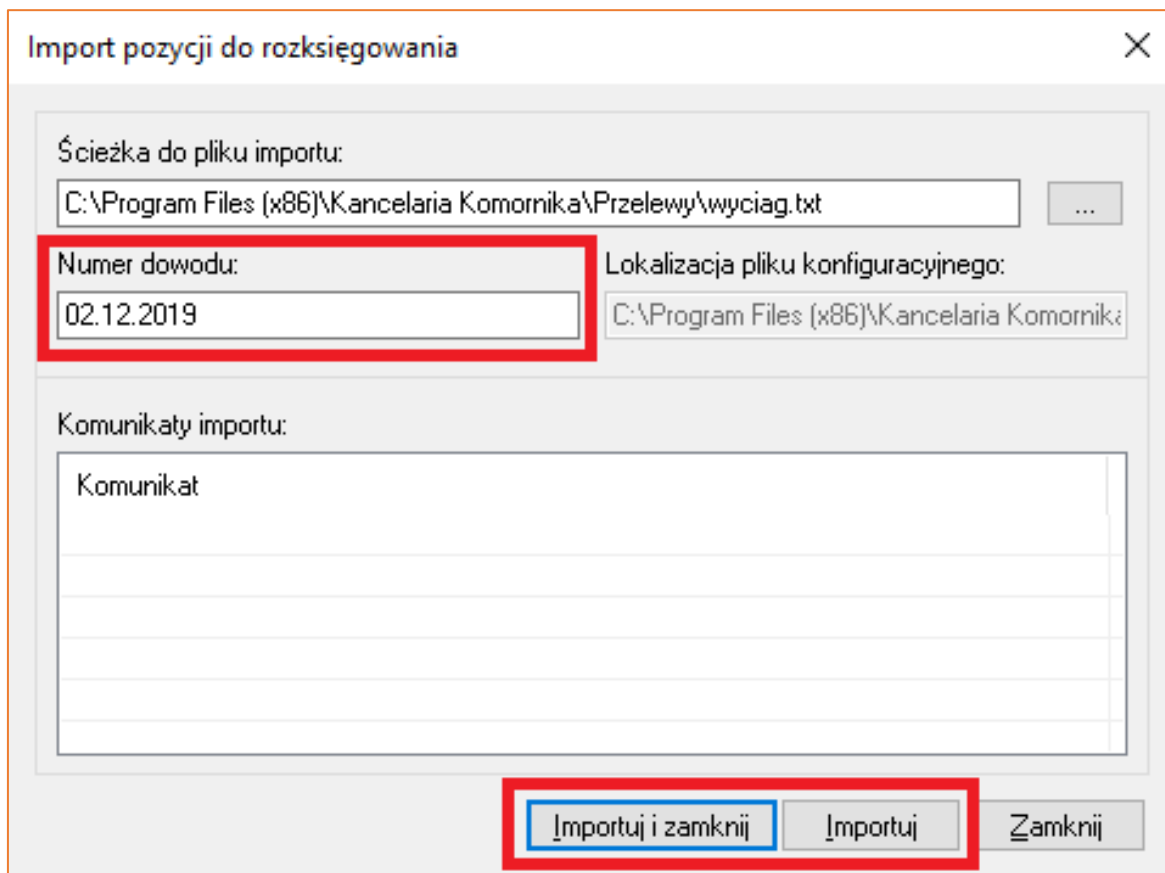 Import pozycji do rozksięgowania
Ścieżka do pliku importu:
C:\Program Files (x86)\Kancelaria Komornika\Przelewy\wyciag.txt
...
Numer dowodu:
Lokalizacja pliku konfiguracyjnego:
02.12.2019
C:\Program Files (x86)\Kancelaria Komornika
Komunikaty importu:
Komunikat
Importuj i zamknij
Importuj
Zamknij